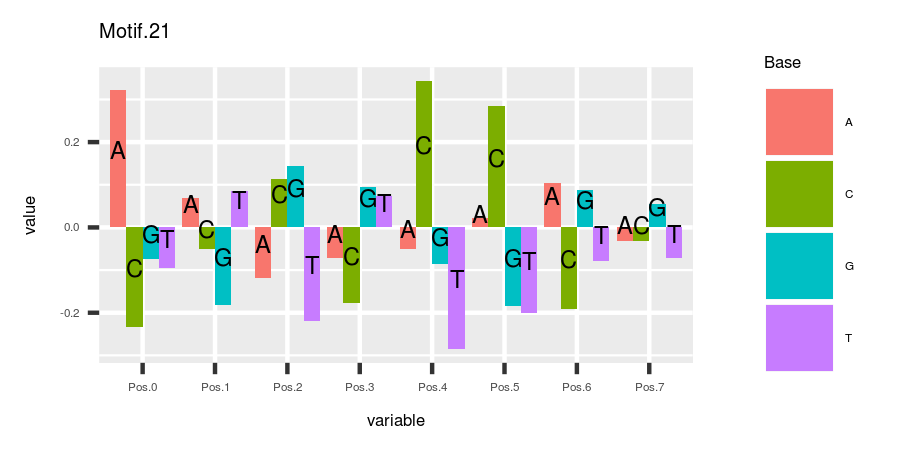 Motif.21
value
0.2
0.0
-0.2
A C G T
A C G T
A C G T
A C G T
A C G T
A C G T
A C G T
A C G T
Pos.0 Pos.1 Pos.2 Pos.3 Pos.4 Pos.5 Pos.6 Pos.7
variable
Base
A
C
G
T